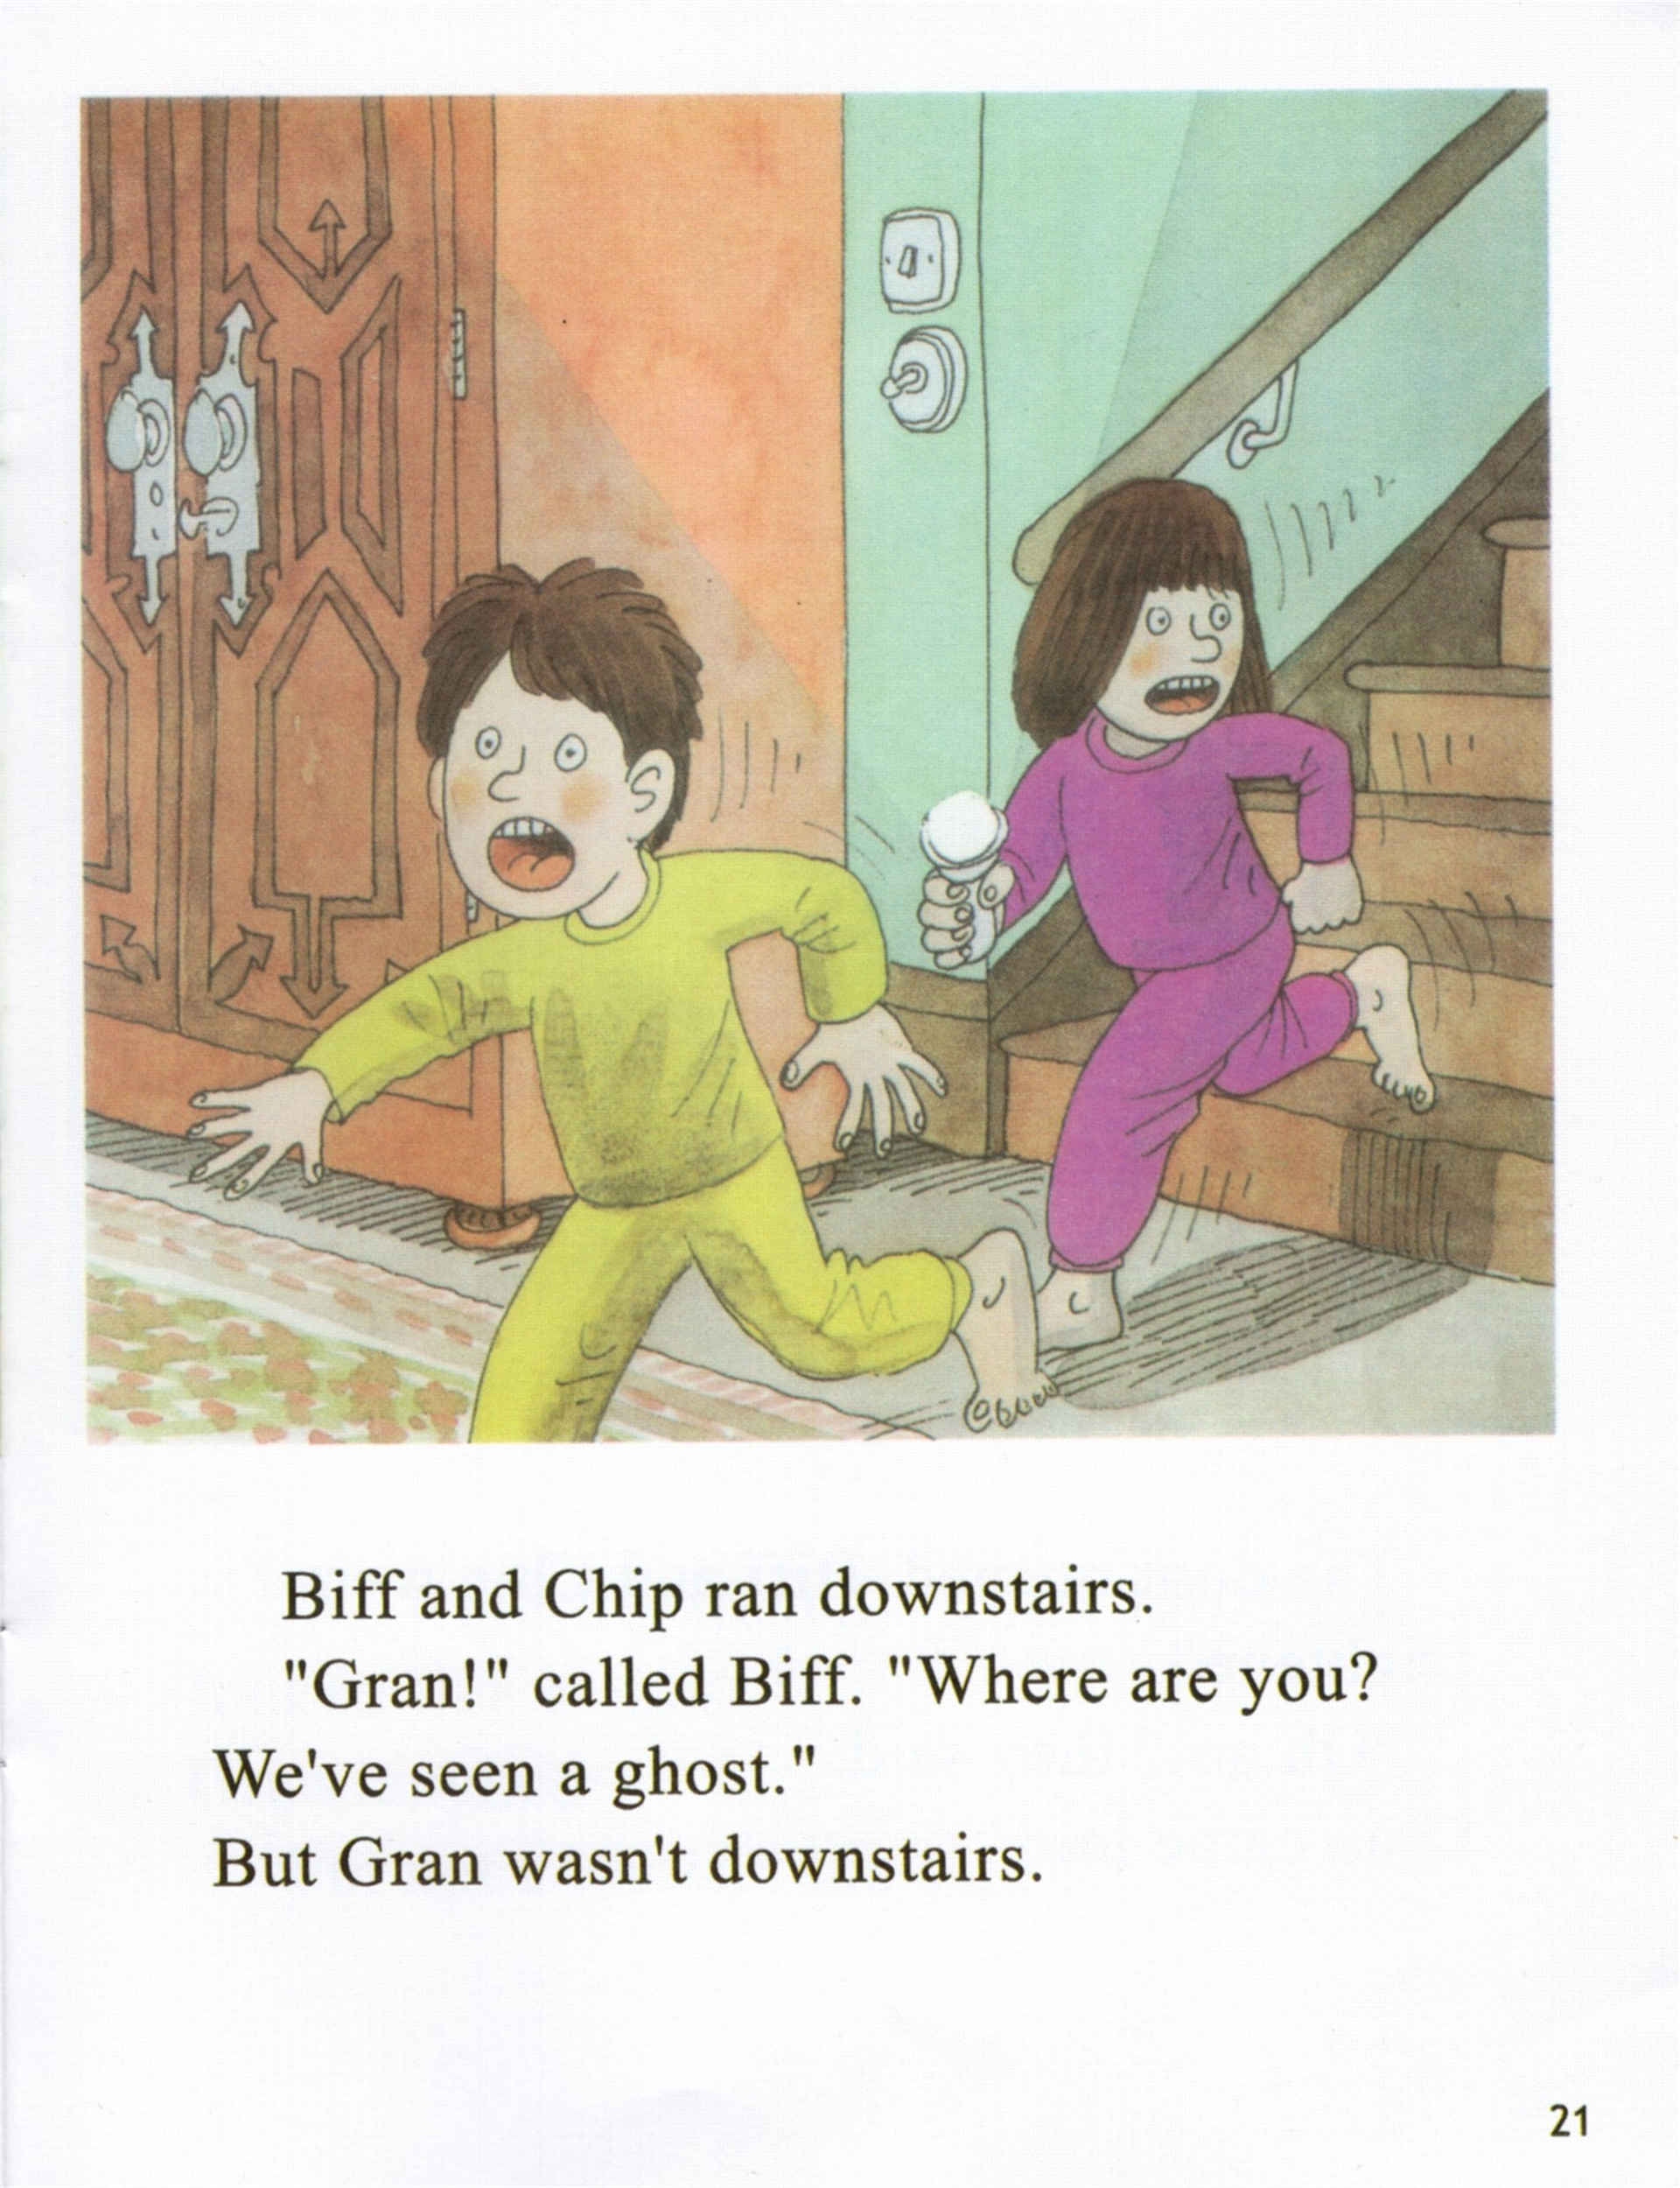 Biff and Chip ran downstairs.
"Gran!" called Biff. "Where are you?
We've seen a ghost."
But Gran wasn't downstairs.
21